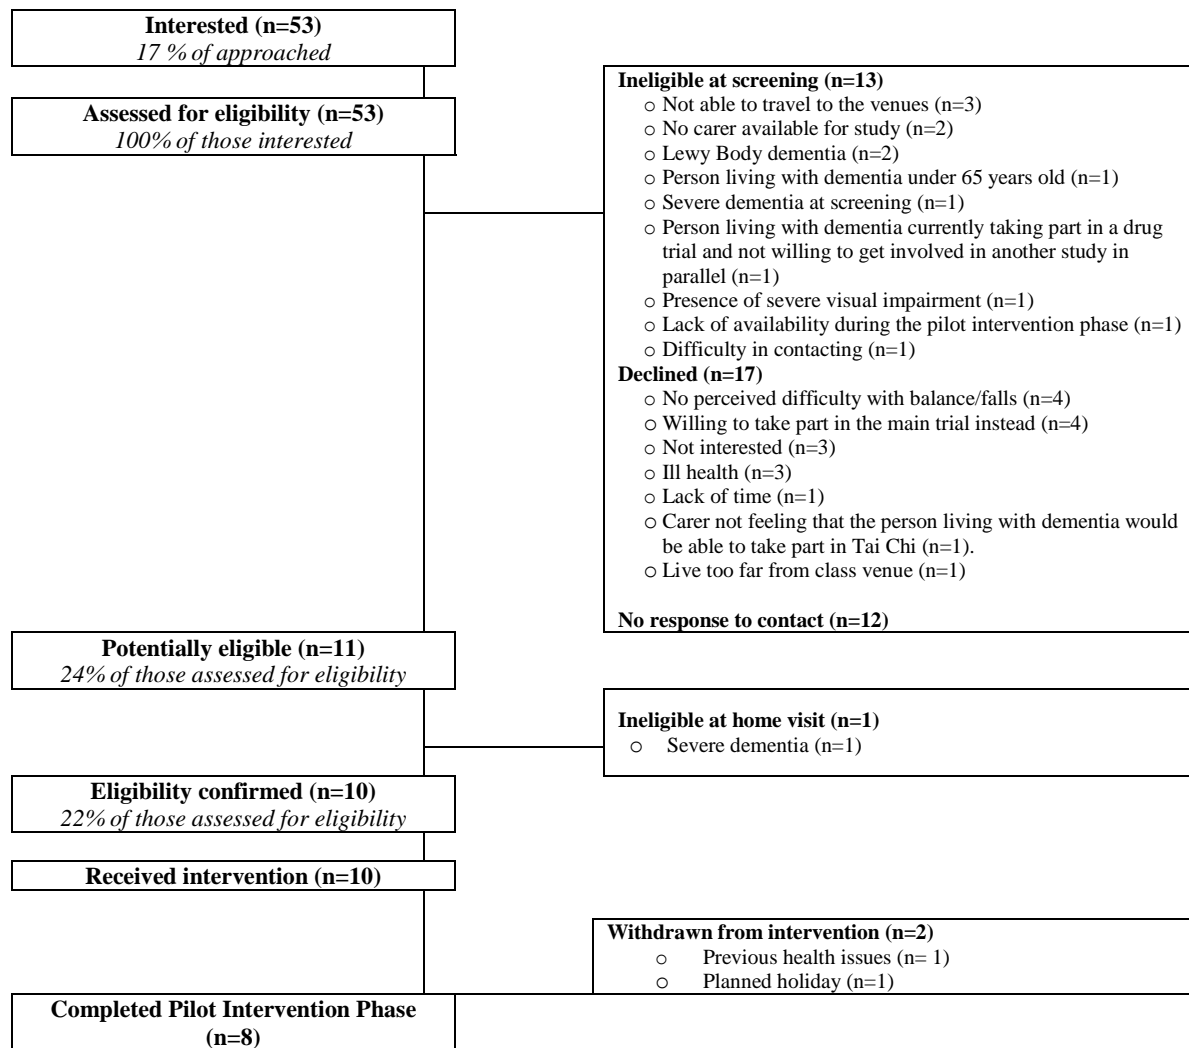 Interested (n=53)
17 % of approached
Assessed for eligibility (n=53)
100% of those interested
Ineligible at screening (n=13)
o Not able to travel to the venues (n=3)
o No carer available for study (n=2)
o Lewy Body dementia (n=2)
o Person living with dementia under 65 years old (n=1)
o Severe dementia at screening (n=1)
o Person living with dementia currently taking part in a drug
trial and not willing to get involved in another study in
parallel (n=1)
o Presence of severe visual impairment (n=1)
o Lack of availability during the pilot intervention phase (n=1)
o Difficulty in contacting (n=1)
Declined (n=17)
o No perceived difficulty with balance/falls (n=4)
o Willing to take part in the main trial instead (n=4)
o Not interested (n=3)
o Ill health (n=3)
o Lack of time (n=1)
o Carer not feeling that the person living with dementia would
be able to take part in Tai Chi (n=1).
o Live too far from class venue (n=1)
No response to contact (n=12)
Potentially eligible (n=11)
24% of those assessed for eligibility
Ineligible at home visit (n=1)
o Severe dementia (n=1)
Eligibility confirmed (n=10)
22% of those assessed for eligibility
Received intervention (n=10)
Withdrawn from intervention (n=2)
o Previous health issues (n= 1)
o Planned holiday (n=1)
Completed Pilot Intervention Phase
(n=8)